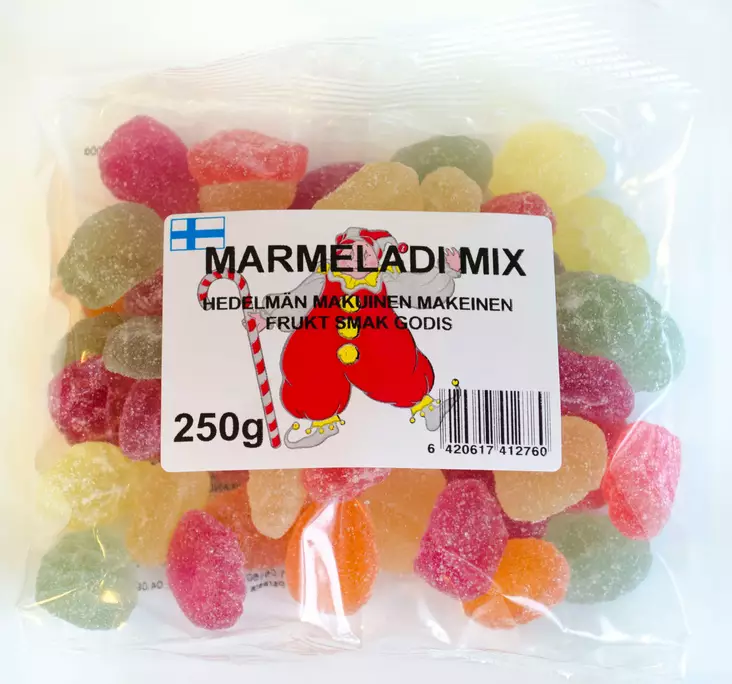 MARMELADI MIX
HEDELMÄN MAKUINEN MAKEINEN
FRUKT SMAK GODIS
250g
6 420617 412760